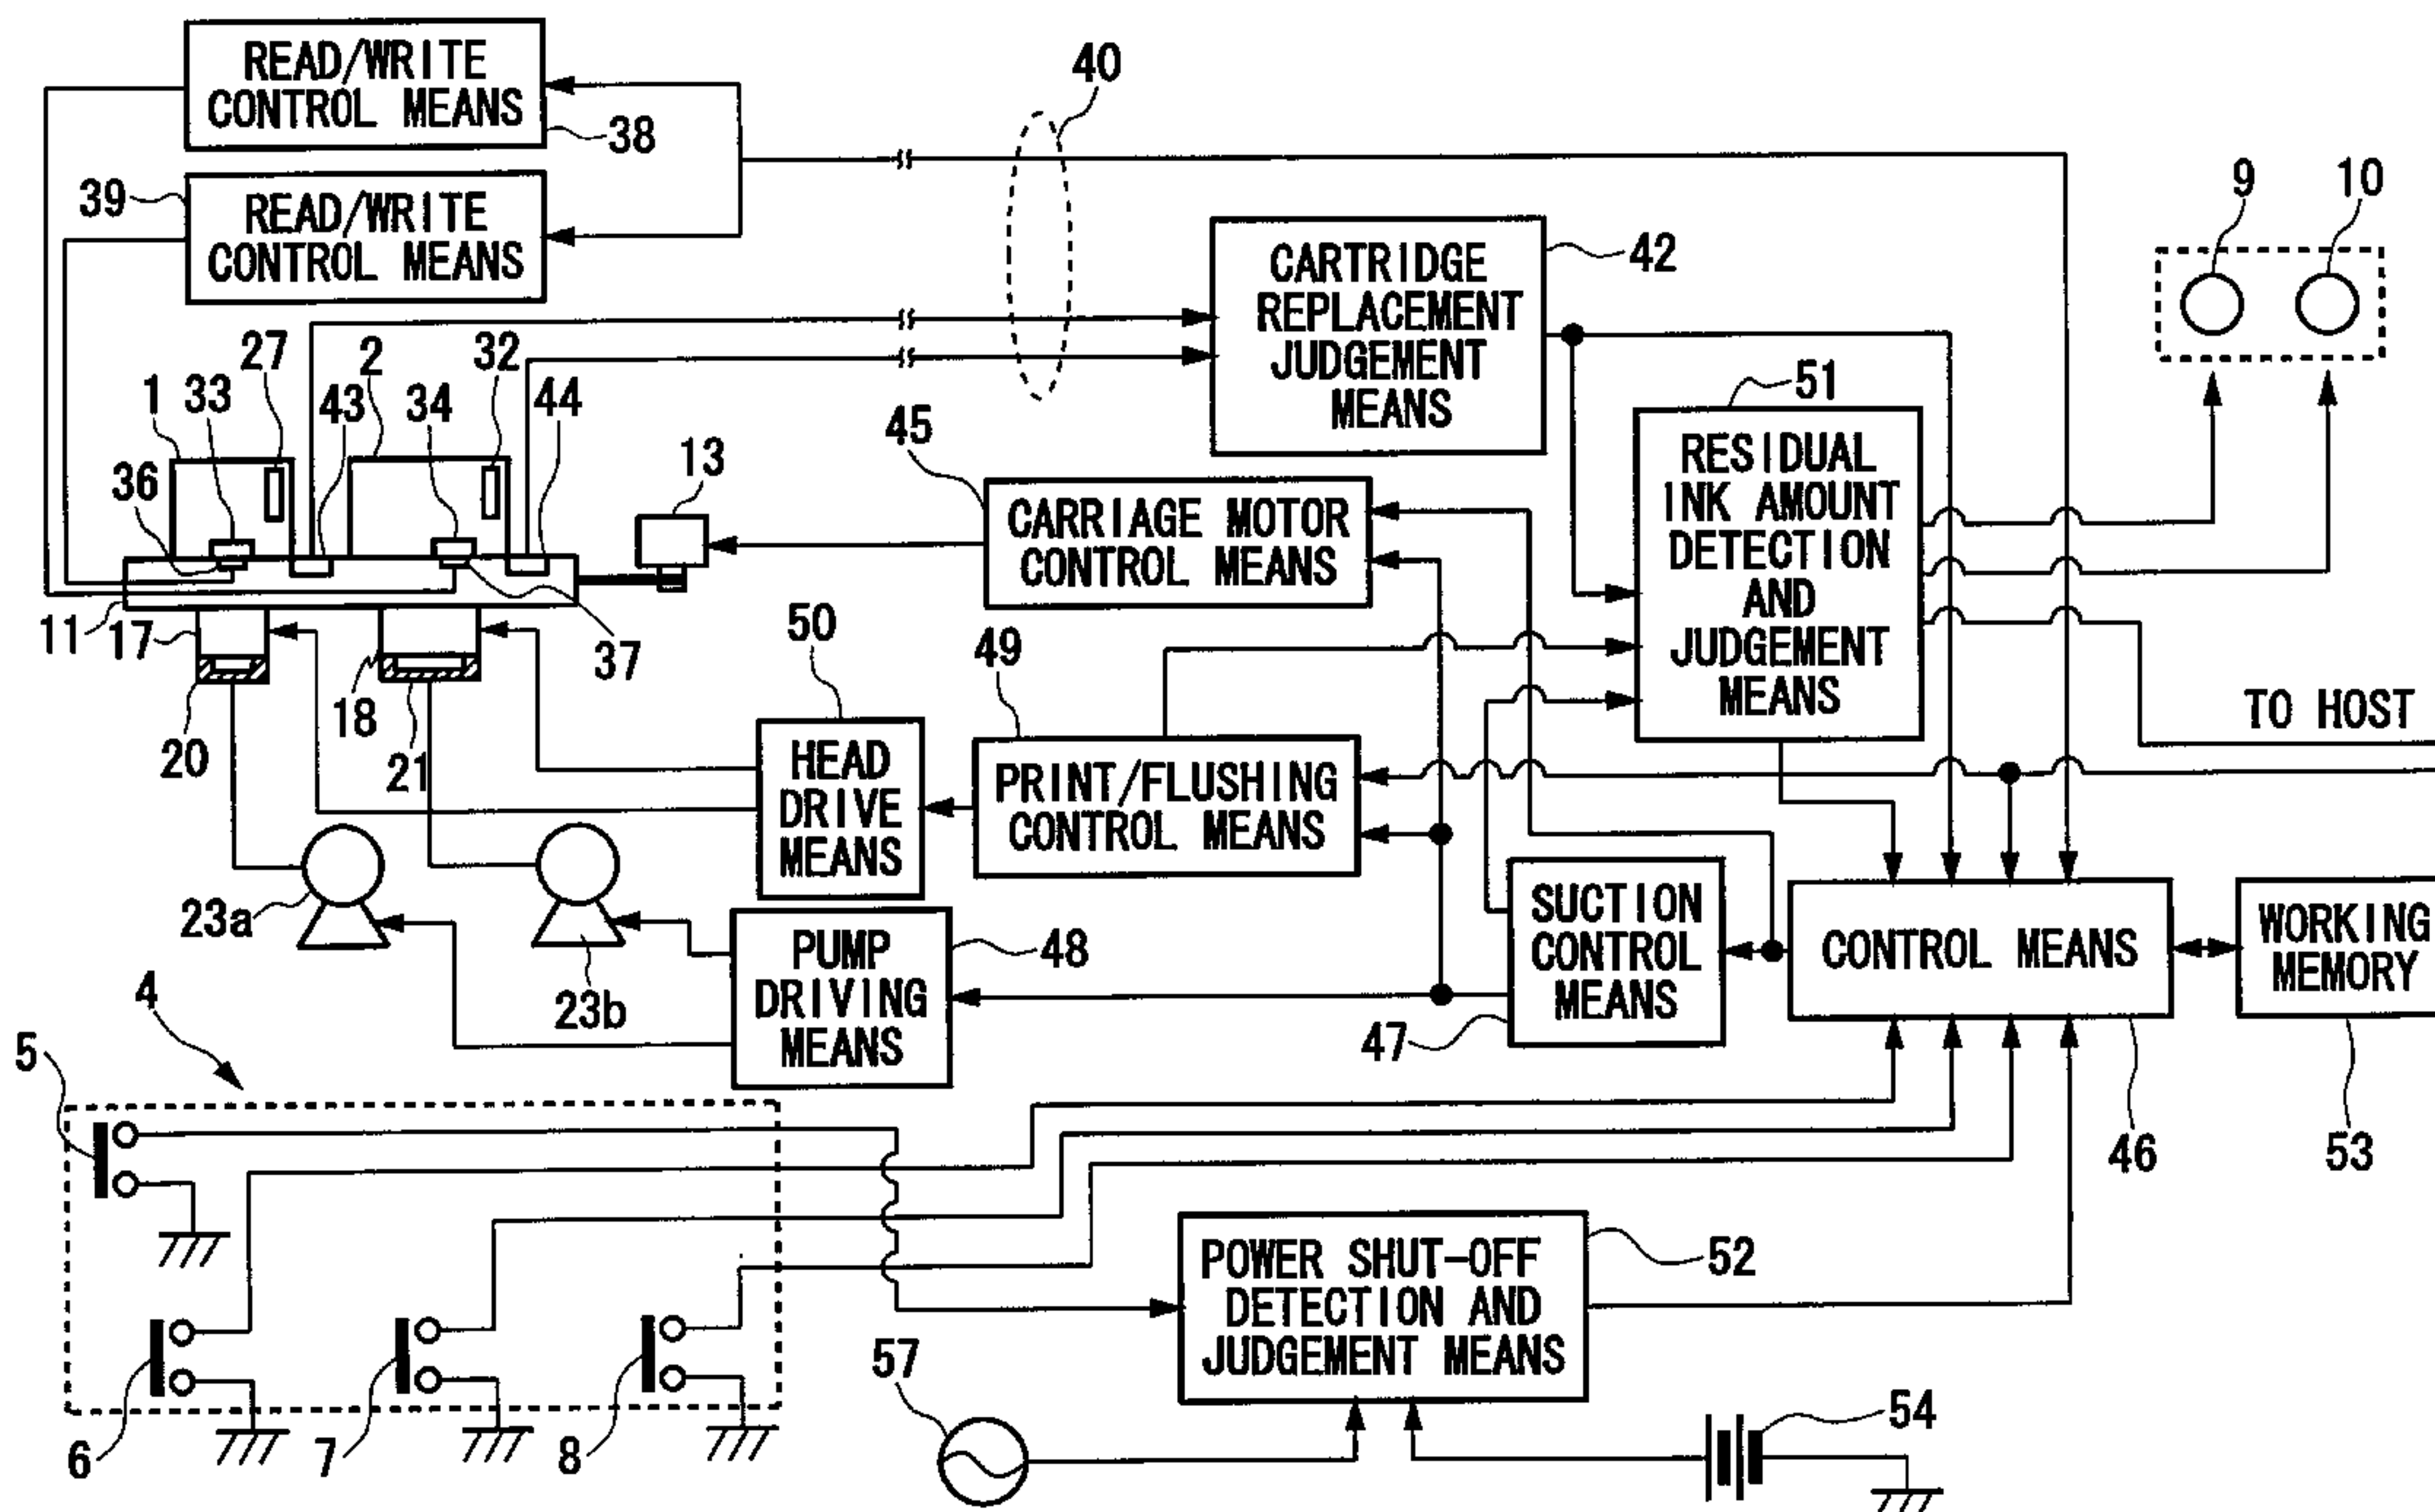 READ/WRITE
CONTROL MEANS
38
40
39
READ/WRITE
CONTROL MEANS
9
10
CARTRIDGE
REPLACEMENT
JUDGEMENT
MEANS
42
27
2
32
1
33
43
34
44
36
13
45
CARRIAGE MOTOR
CONTROL MEANS
51
RESIDUAL
INK AMOUNT
DETECTION
AND
JUDGEMENT
MEANS
11
17
37
18
20
21
50
49
TO HOST
HEAD
DRIVE
MEANS
PRINT/FLUSHING
CONTROL MEANS
23a
23b
PUMP
DRIVING
MEANS
48
SUCTION
CONTROL
MEANS
47
CONTROL MEANS
WORKING
MEMORY
46
53
4
5
6
7
8
POWER SHUT-OFF
DETECTION AND
JUDGEMENT MEANS
52
57
54